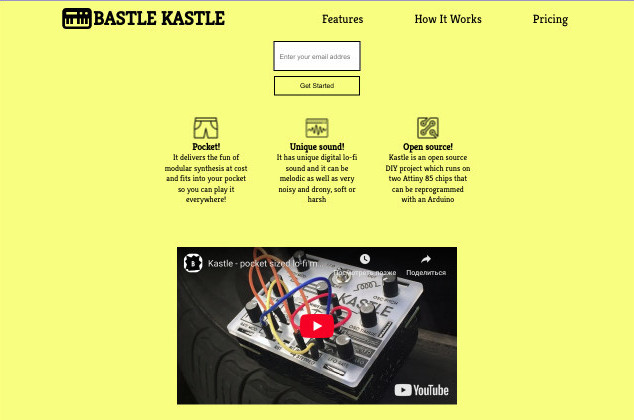 BASTLE KASTLE
Features
How It Works
Pricing
Enter your email addres
Get Started
Pocket!
It delivers the fun of
modular synthesis at cost
and fits into your pocket
so you can play it
everywhere!
Unique sound!
It has unique digital lo-fi
sound and it can be
melodic as well as very
noisy and drony, soft or
harsh
Open source!
Kastle is an open source
DIY project which runs on
two Attiny 85 chips that
can be reprogrammed
with an Arduino
Kastle - pocket sized lo-fi m
Посмотреть позже
Поделиться
KASTLE
YouTube